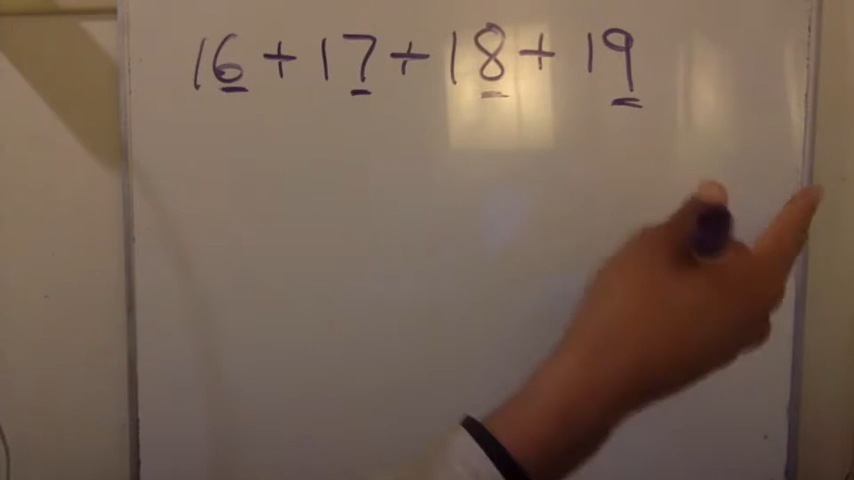 16 + 17 + 18 + 19